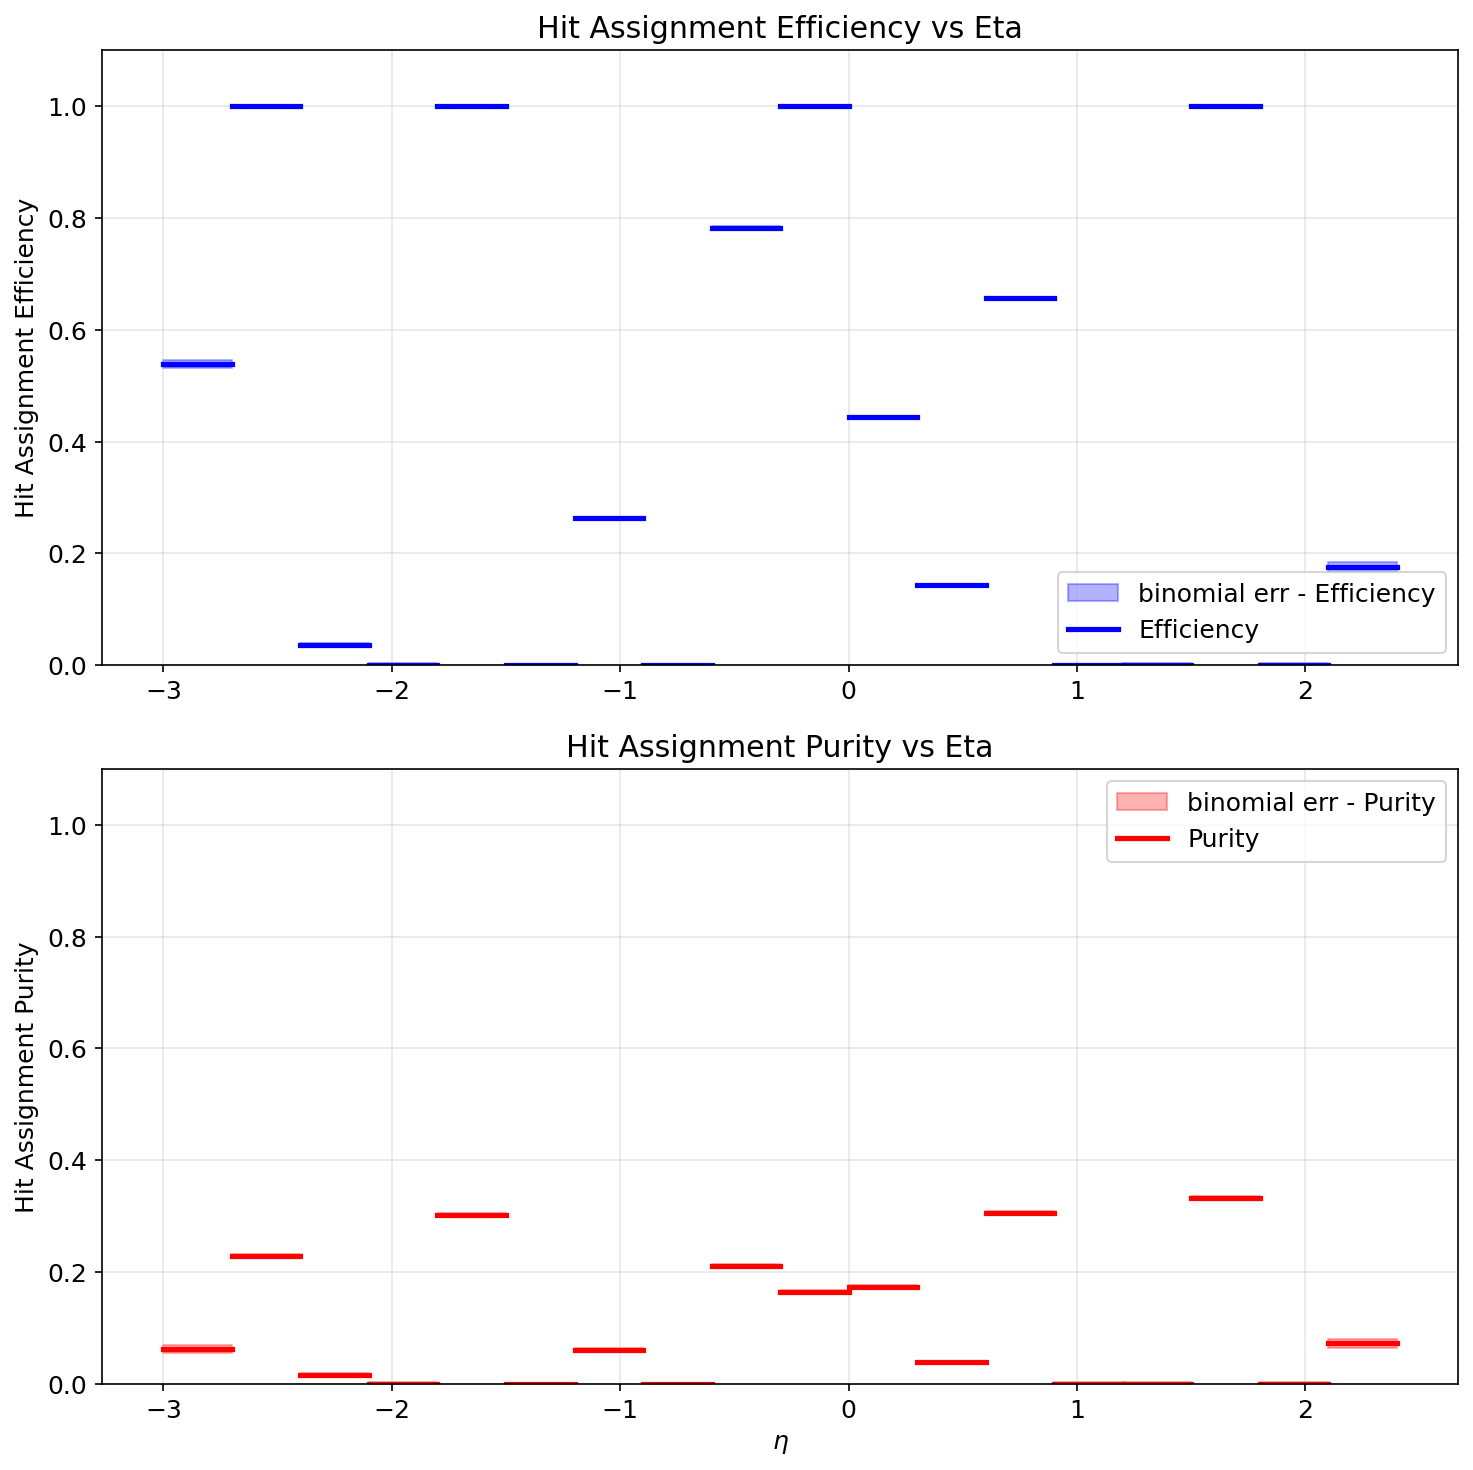 Hit Assignment Efficiency vs Eta
Hit Assignment Efficiency
1.0
0.8
0.6
0.4
0.2
0.0
binomial err - Efficiency
Efficiency
−3
−2
−1
0
1
2
Hit Assignment Purity vs Eta
Hit Assignment Purity
1.0
0.8
0.6
0.4
0.2
0.0
binomial err - Purity
Purity
−3
−2
−1
0
1
2
η